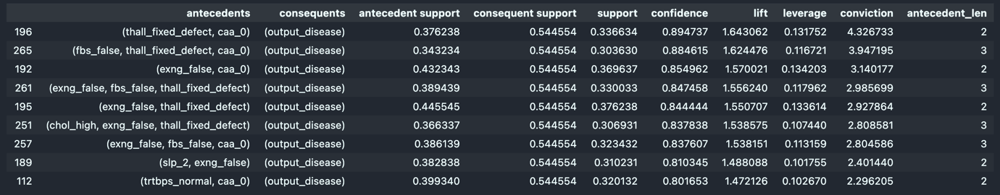 antecedents consequents antecedent support consequent support support confidence lift leverage conviction antecedent_len
196 (thall_fixed_defect, caa_0) (output_disease) 0.376238 0.544554 0.336634 0.894737 1.643062 0.131752 4.326733 2
265 (fbs_false, thall_fixed_defect, caa_0) (output_disease) 0.343234 0.544554 0.303630 0.884615 1.624476 0.116721 3.947195 3
192 (exng_false, caa_0) (output_disease) 0.432343 0.544554 0.369637 0.854962 1.570021 0.134203 3.140177 2
261 (exng_false, fbs_false, thall_fixed_defect) (output_disease) 0.389439 0.544554 0.330033 0.847458 1.556240 0.117962 2.985699 3
195 (exng_false, thall_fixed_defect) (output_disease) 0.445545 0.544554 0.376238 0.844444 1.550707 0.133614 2.927864 2
251 (chol_high, exng_false, thall_fixed_defect) (output_disease) 0.366337 0.544554 0.306931 0.837838 1.538575 0.107440 2.808581 3
257 (exng_false, fbs_false, caa_0) (output_disease) 0.386139 0.544554 0.323432 0.837607 1.538151 0.113159 2.804586 3
189 (slp_2, exng_false) (output_disease) 0.382838 0.544554 0.310231 0.810345 1.488088 0.101755 2.401440 2
112 (trtbps_normal, caa_0) (output_disease) 0.399340 0.544554 0.320132 0.801653 1.472126 0.102670 2.296205 2